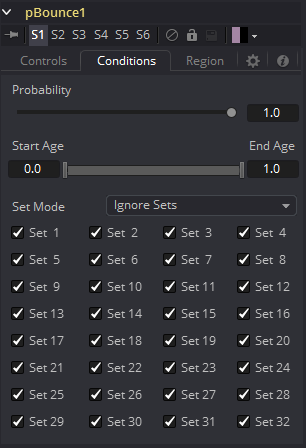 pBounce1
S1 S2 S3 S4 S5 S6
Controls Conditions Region
Probability
1.0
Start Age End Age
0.0 1.0
Set Mode Ignore Sets
Set 1 Set 2 Set 3 Set 4
Set 5 Set 6 Set 7 Set 8
Set 9 Set 10 Set 11 Set 12
Set 13 Set 14 Set 15 Set 16
Set 17 Set 18 Set 19 Set 20
Set 21 Set 22 Set 23 Set 24
Set 25 Set 26 Set 27 Set 28
Set 29 Set 30 Set 31 Set 32